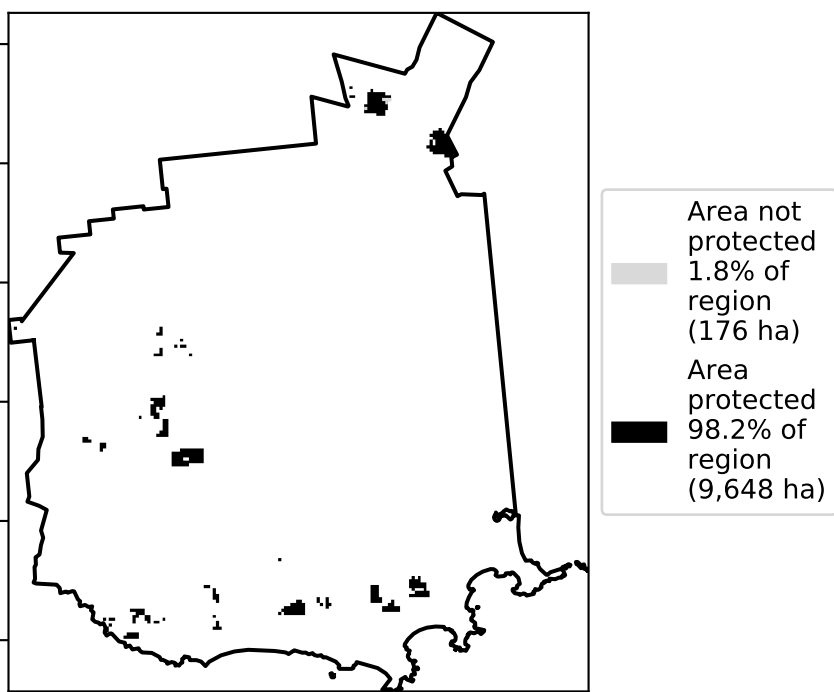 Area not
protected
1.8% of
region
(176 ha)
Area
protected
98.2% of
region
(9,648 ha)